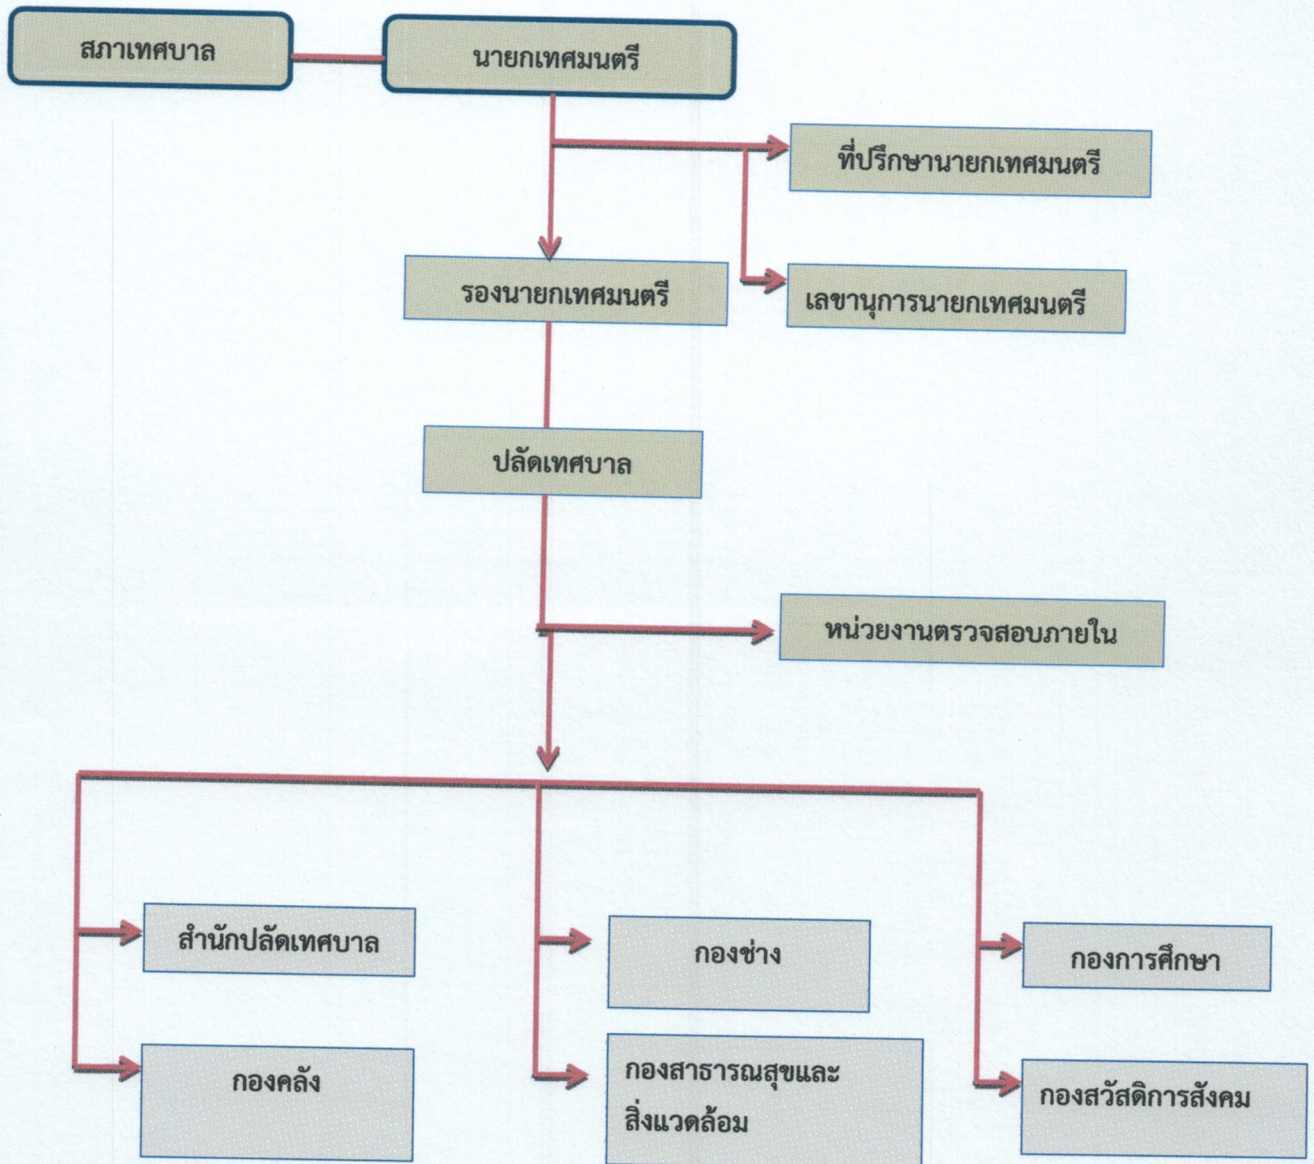 สภาเทศบาล
นายกเทศมนตรี
ที่ปรึกษานายกเทศมนตรี
รองนายกเทศมนตรี
เลขานุการนายกเทศมนตรี
ปลัดเทศบาล
หน่วยงานตรวจสอบภายใน
สำนักปลัดเทศบาล
กองช่าง
กองการศึกษา
กองคลัง
กองสาธารณสุขและ
สิ่งแวดล้อม
กองสวัสดิการสังคม